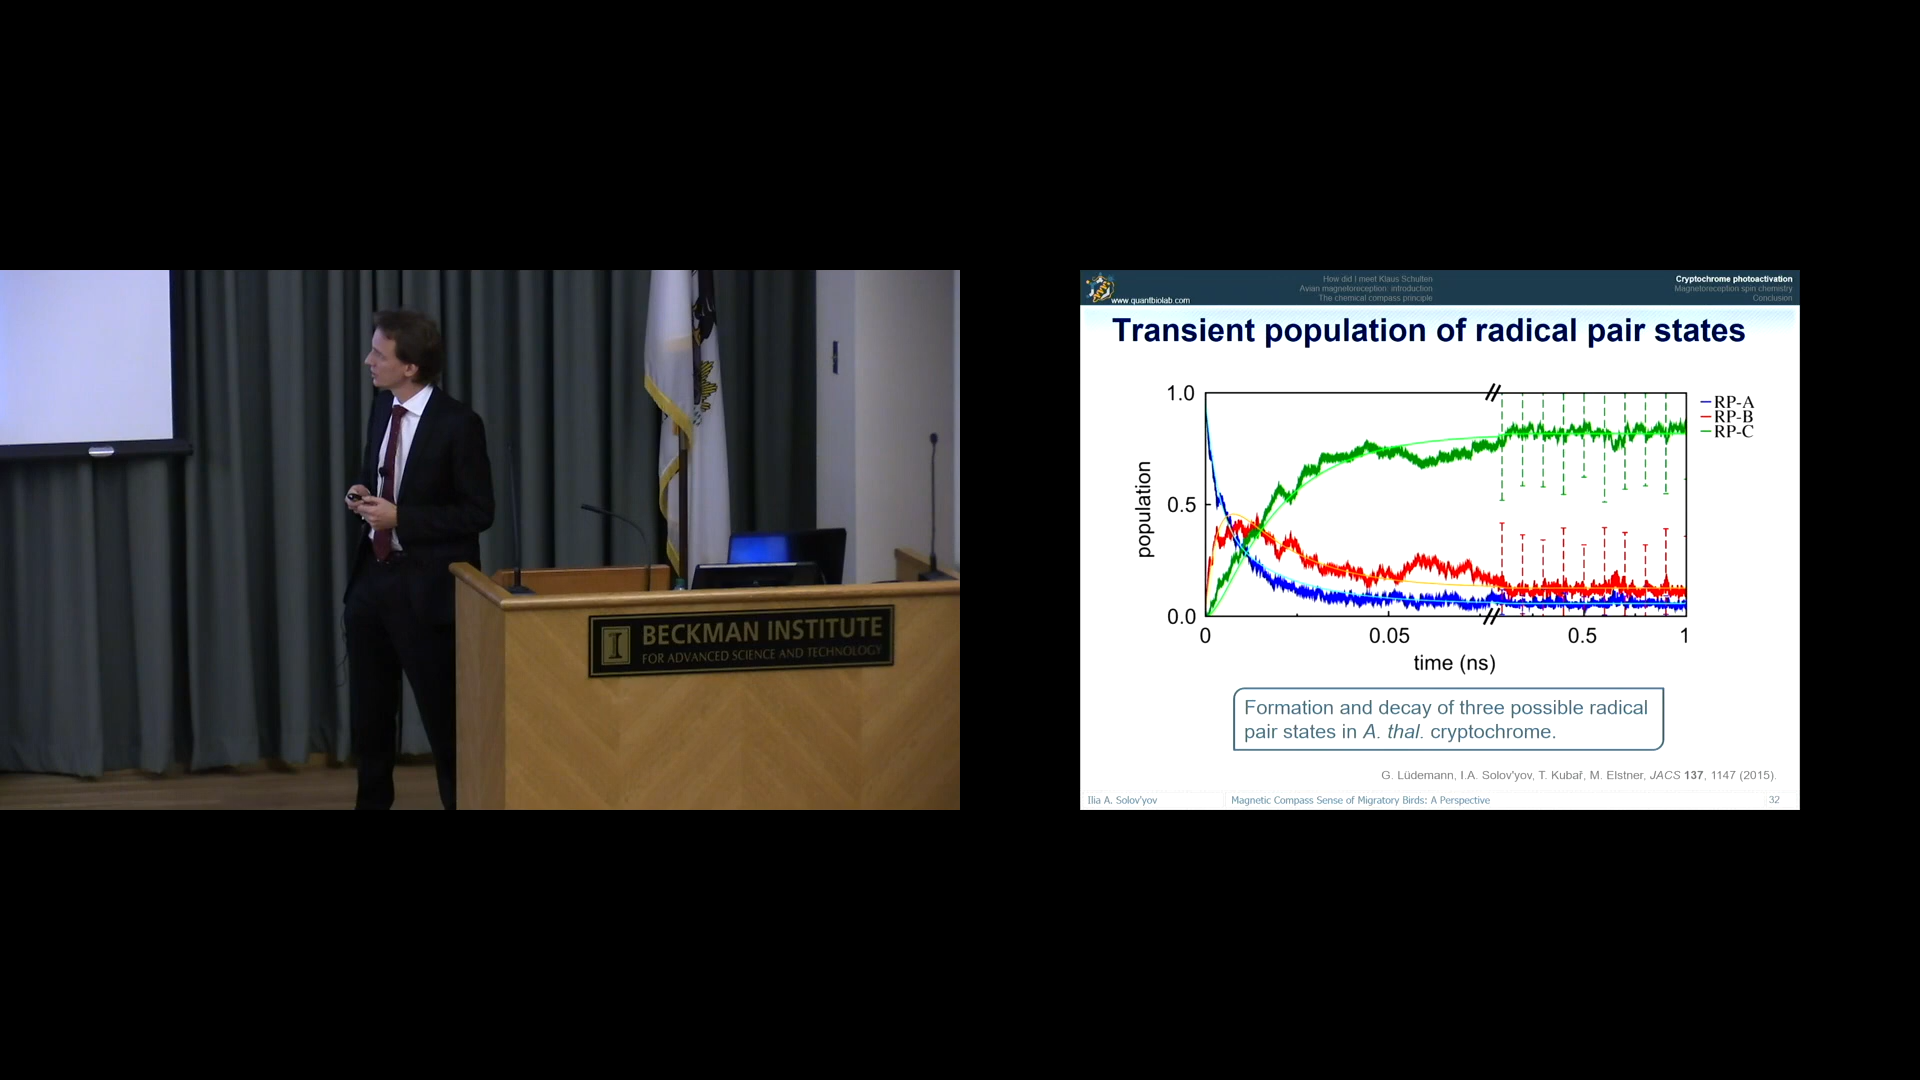 BECKMAN INSTITUTE
FOR ADVANCED SCIENCE AND TECHNOLOGY
www.quantbiolab.com
How did I meet Klaus Schulten
Avian magnetoreception: introduction
The chemical compass principle
Cryptochrome photoactivation
Magnetoreception spin chemistry
Conclusion
Transient population of radical pair states
1.0
0.5
0.0
population
0
0.05
0.5
1
time (ns)
RP-A
RP-B
RP-C
Formation and decay of three possible radical
pair states in A. thal. cryptochrome.
G. Lüdemann, I.A. Solov'yov, T. Kubař, M. Elstner, JACS 137, 1147 (2015).
Ilia A. Solov'yov
Magnetic Compass Sense of Migratory Birds: A Perspective
32